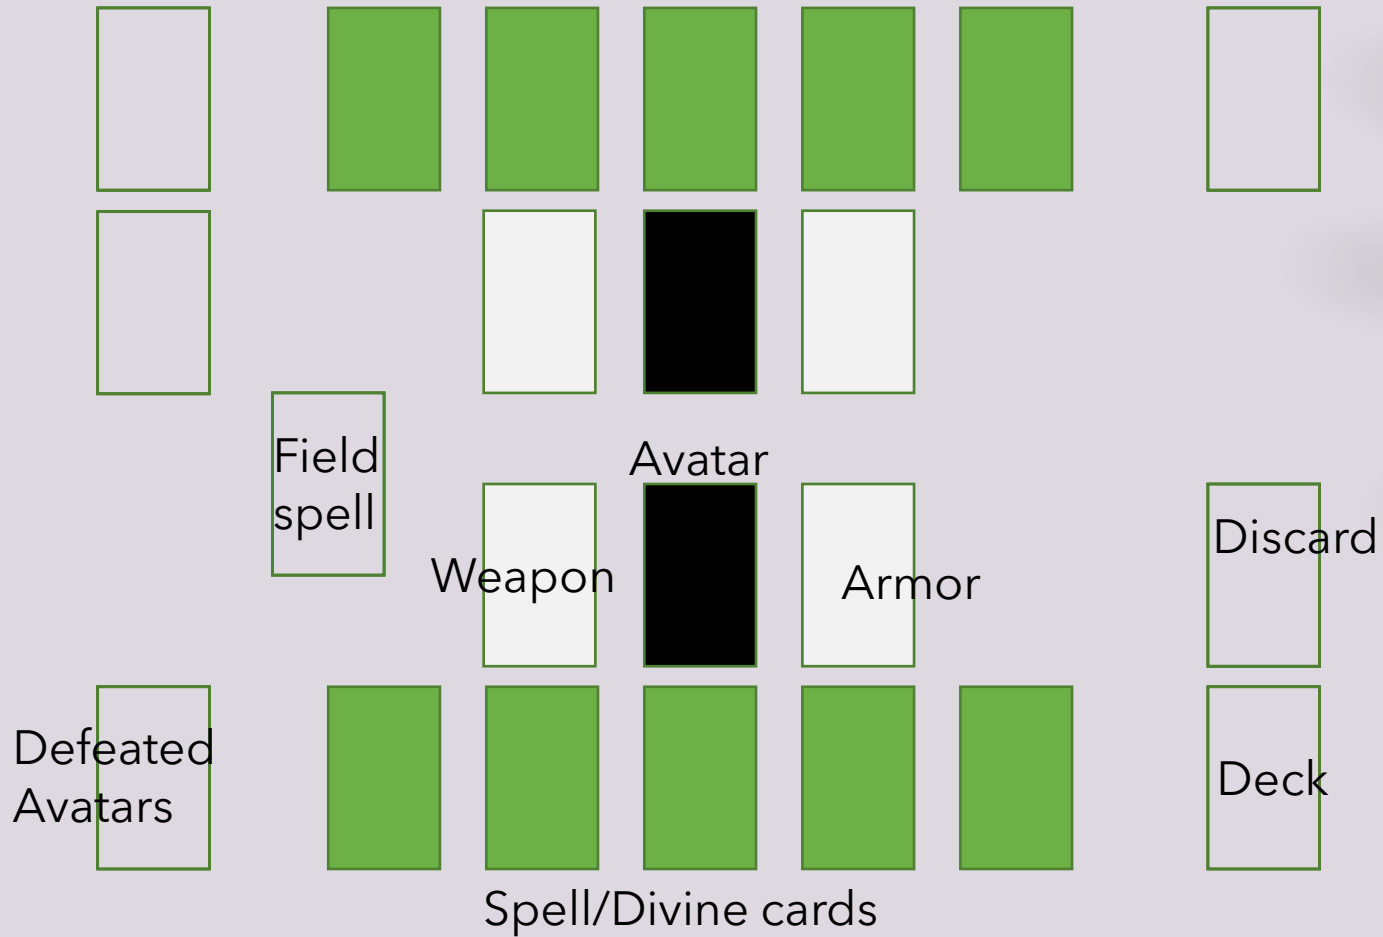 Field
spell
Avatar
Weapon
Armor
Discard
Defeated
Avatars
Deck
Spell/Divine cards